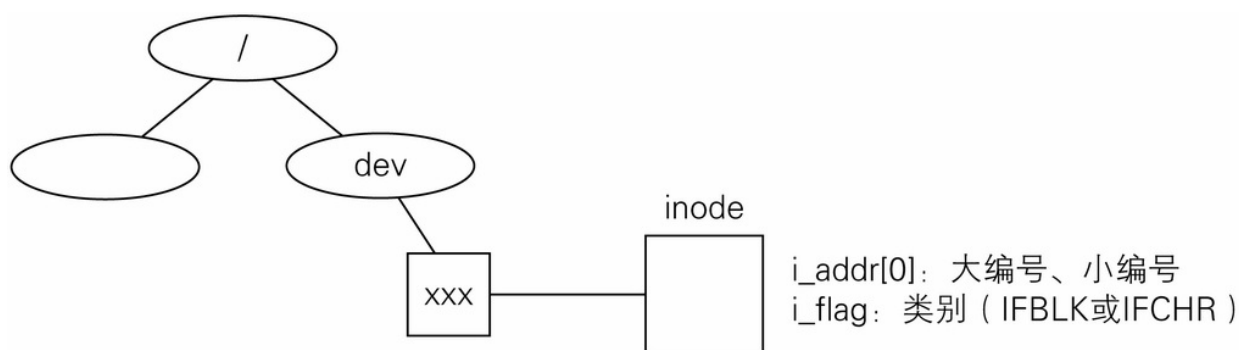 /
dev
inode
xxx
i_addr[0]：大编号、小编号
i_flag：类别（IFBLK或IFCHR）